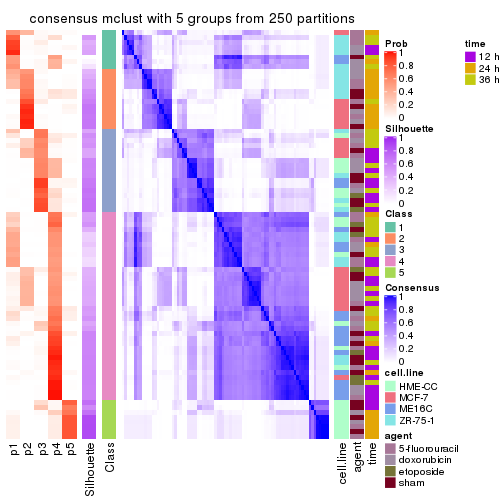 consensus mclust with 5 groups from 250 partitions
Prob
1
0.8
0.6
0.4
0.2
0
time
12 h
24 h
36 h
Silhouette
1
0.8
0.6
0.4
0.2
0
Class
1
2
3
4
5
Consensus
1
0.8
0.6
0.4
0.2
0
cell.line
HME-CC
MCF-7
ME16C
ZR-75-1
agent
5-fluorouracil
doxorubicin
etoposide
sham
p1
p2
p3
p4
p5
Silhouette
Class
cell.line
agent
time